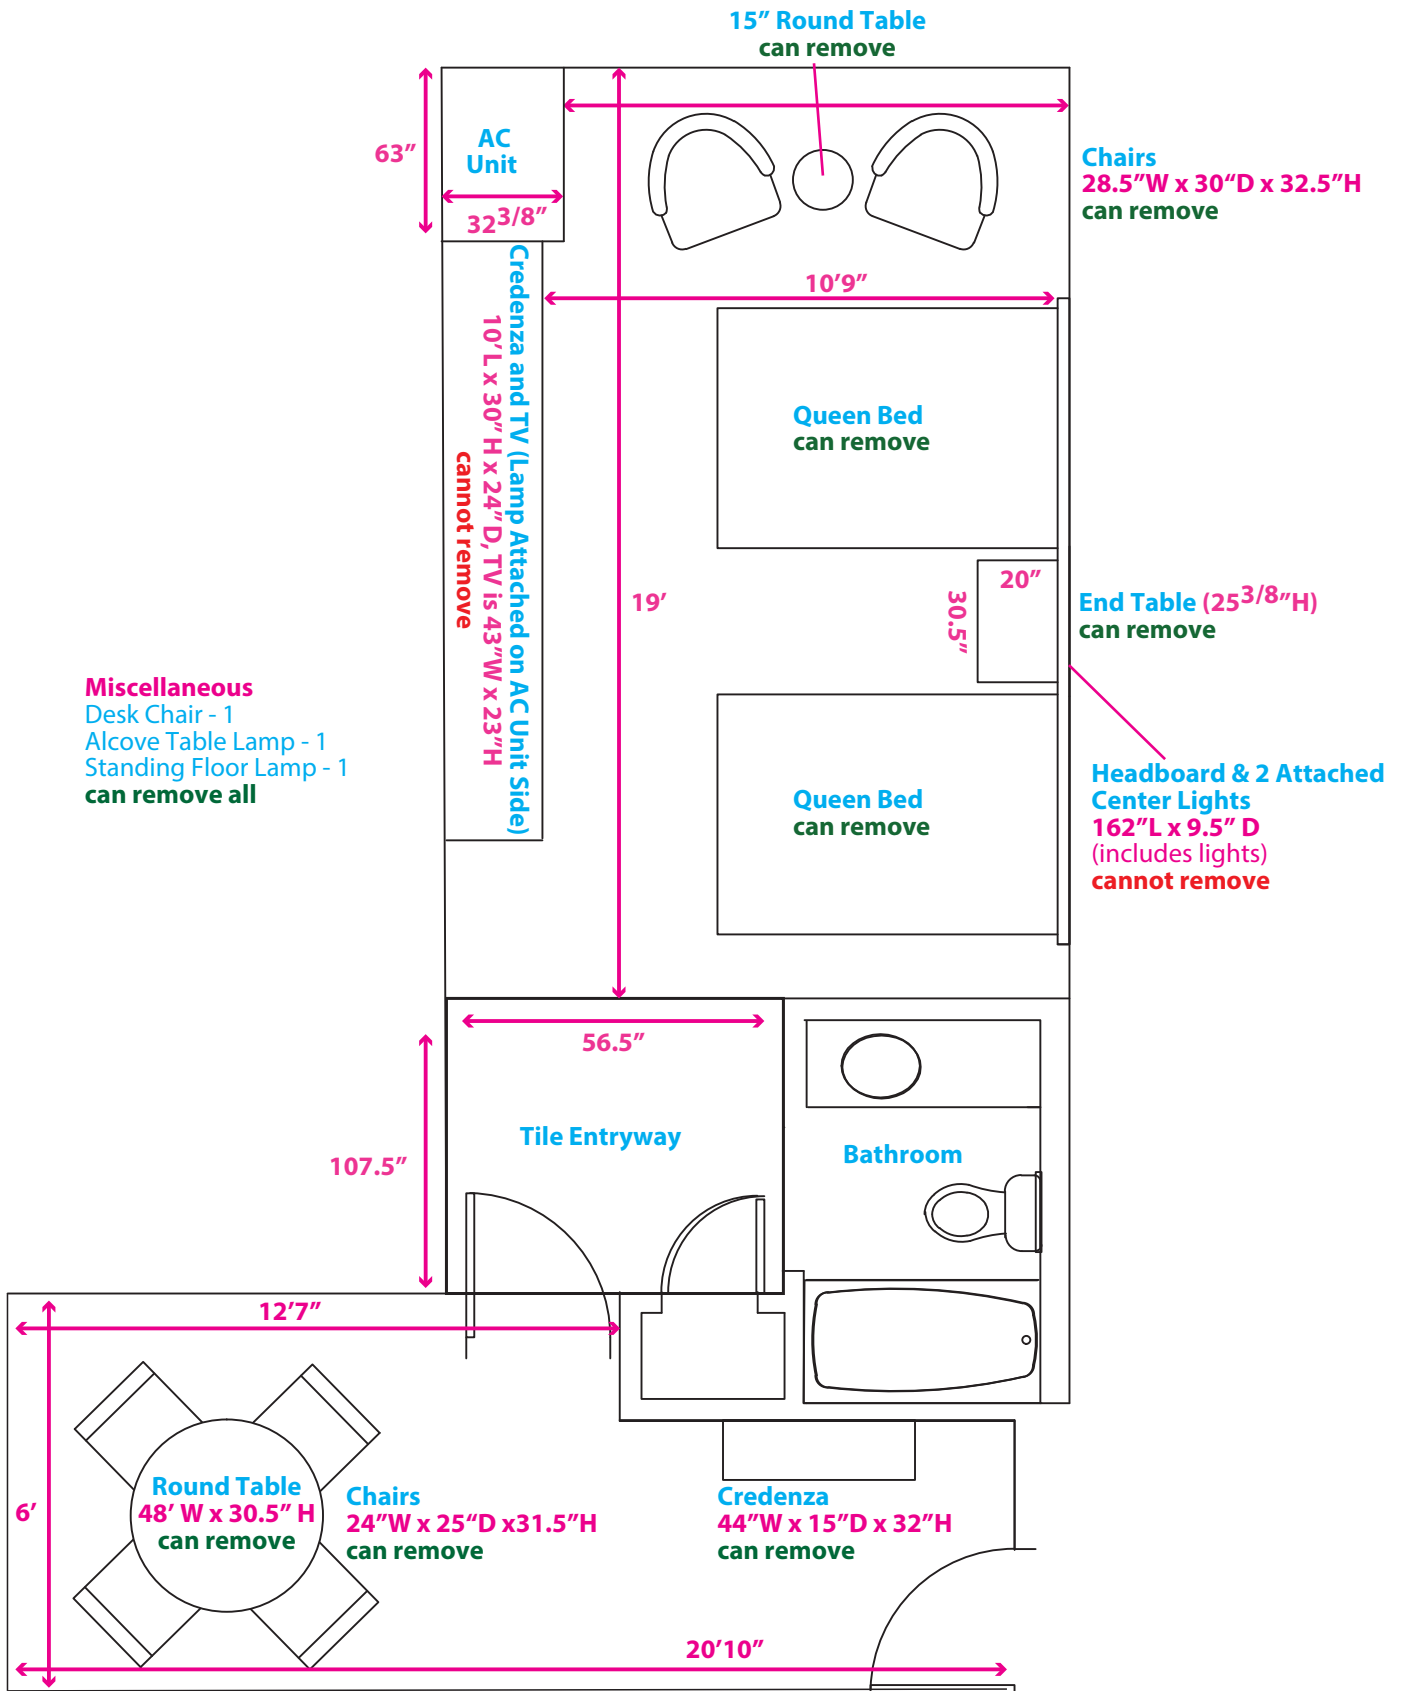 15” Round Table
can remove
63”
AC
Unit
32 3/8”
Chairs
28.5”W x 30“D x 32.5”H
can remove
10’9”
Credenza and TV (Lamp Attached on AC Unit Side)
10’ L x 30” H x 24” D, TV is 43”W x 23”H
cannot remove
Queen Bed
can remove
19’
20”
30.5”
End Table (25 3/8”H)
can remove
Miscellaneous
Desk Chair - 1
Alcove Table Lamp - 1
Standing Floor Lamp - 1
can remove all
Queen Bed
can remove
Headboard & 2 Attached
Center Lights
162”L x 9.5” D
(includes lights)
cannot remove
56.5”
107.5”
Tile Entryway
Bathroom
12’7”
6’
Round Table
48’ W x 30.5” H
can remove
Chairs
24”W x 25“D x31.5”H
can remove
Credenza
44”W x 15”D x 32”H
can remove
20’10”